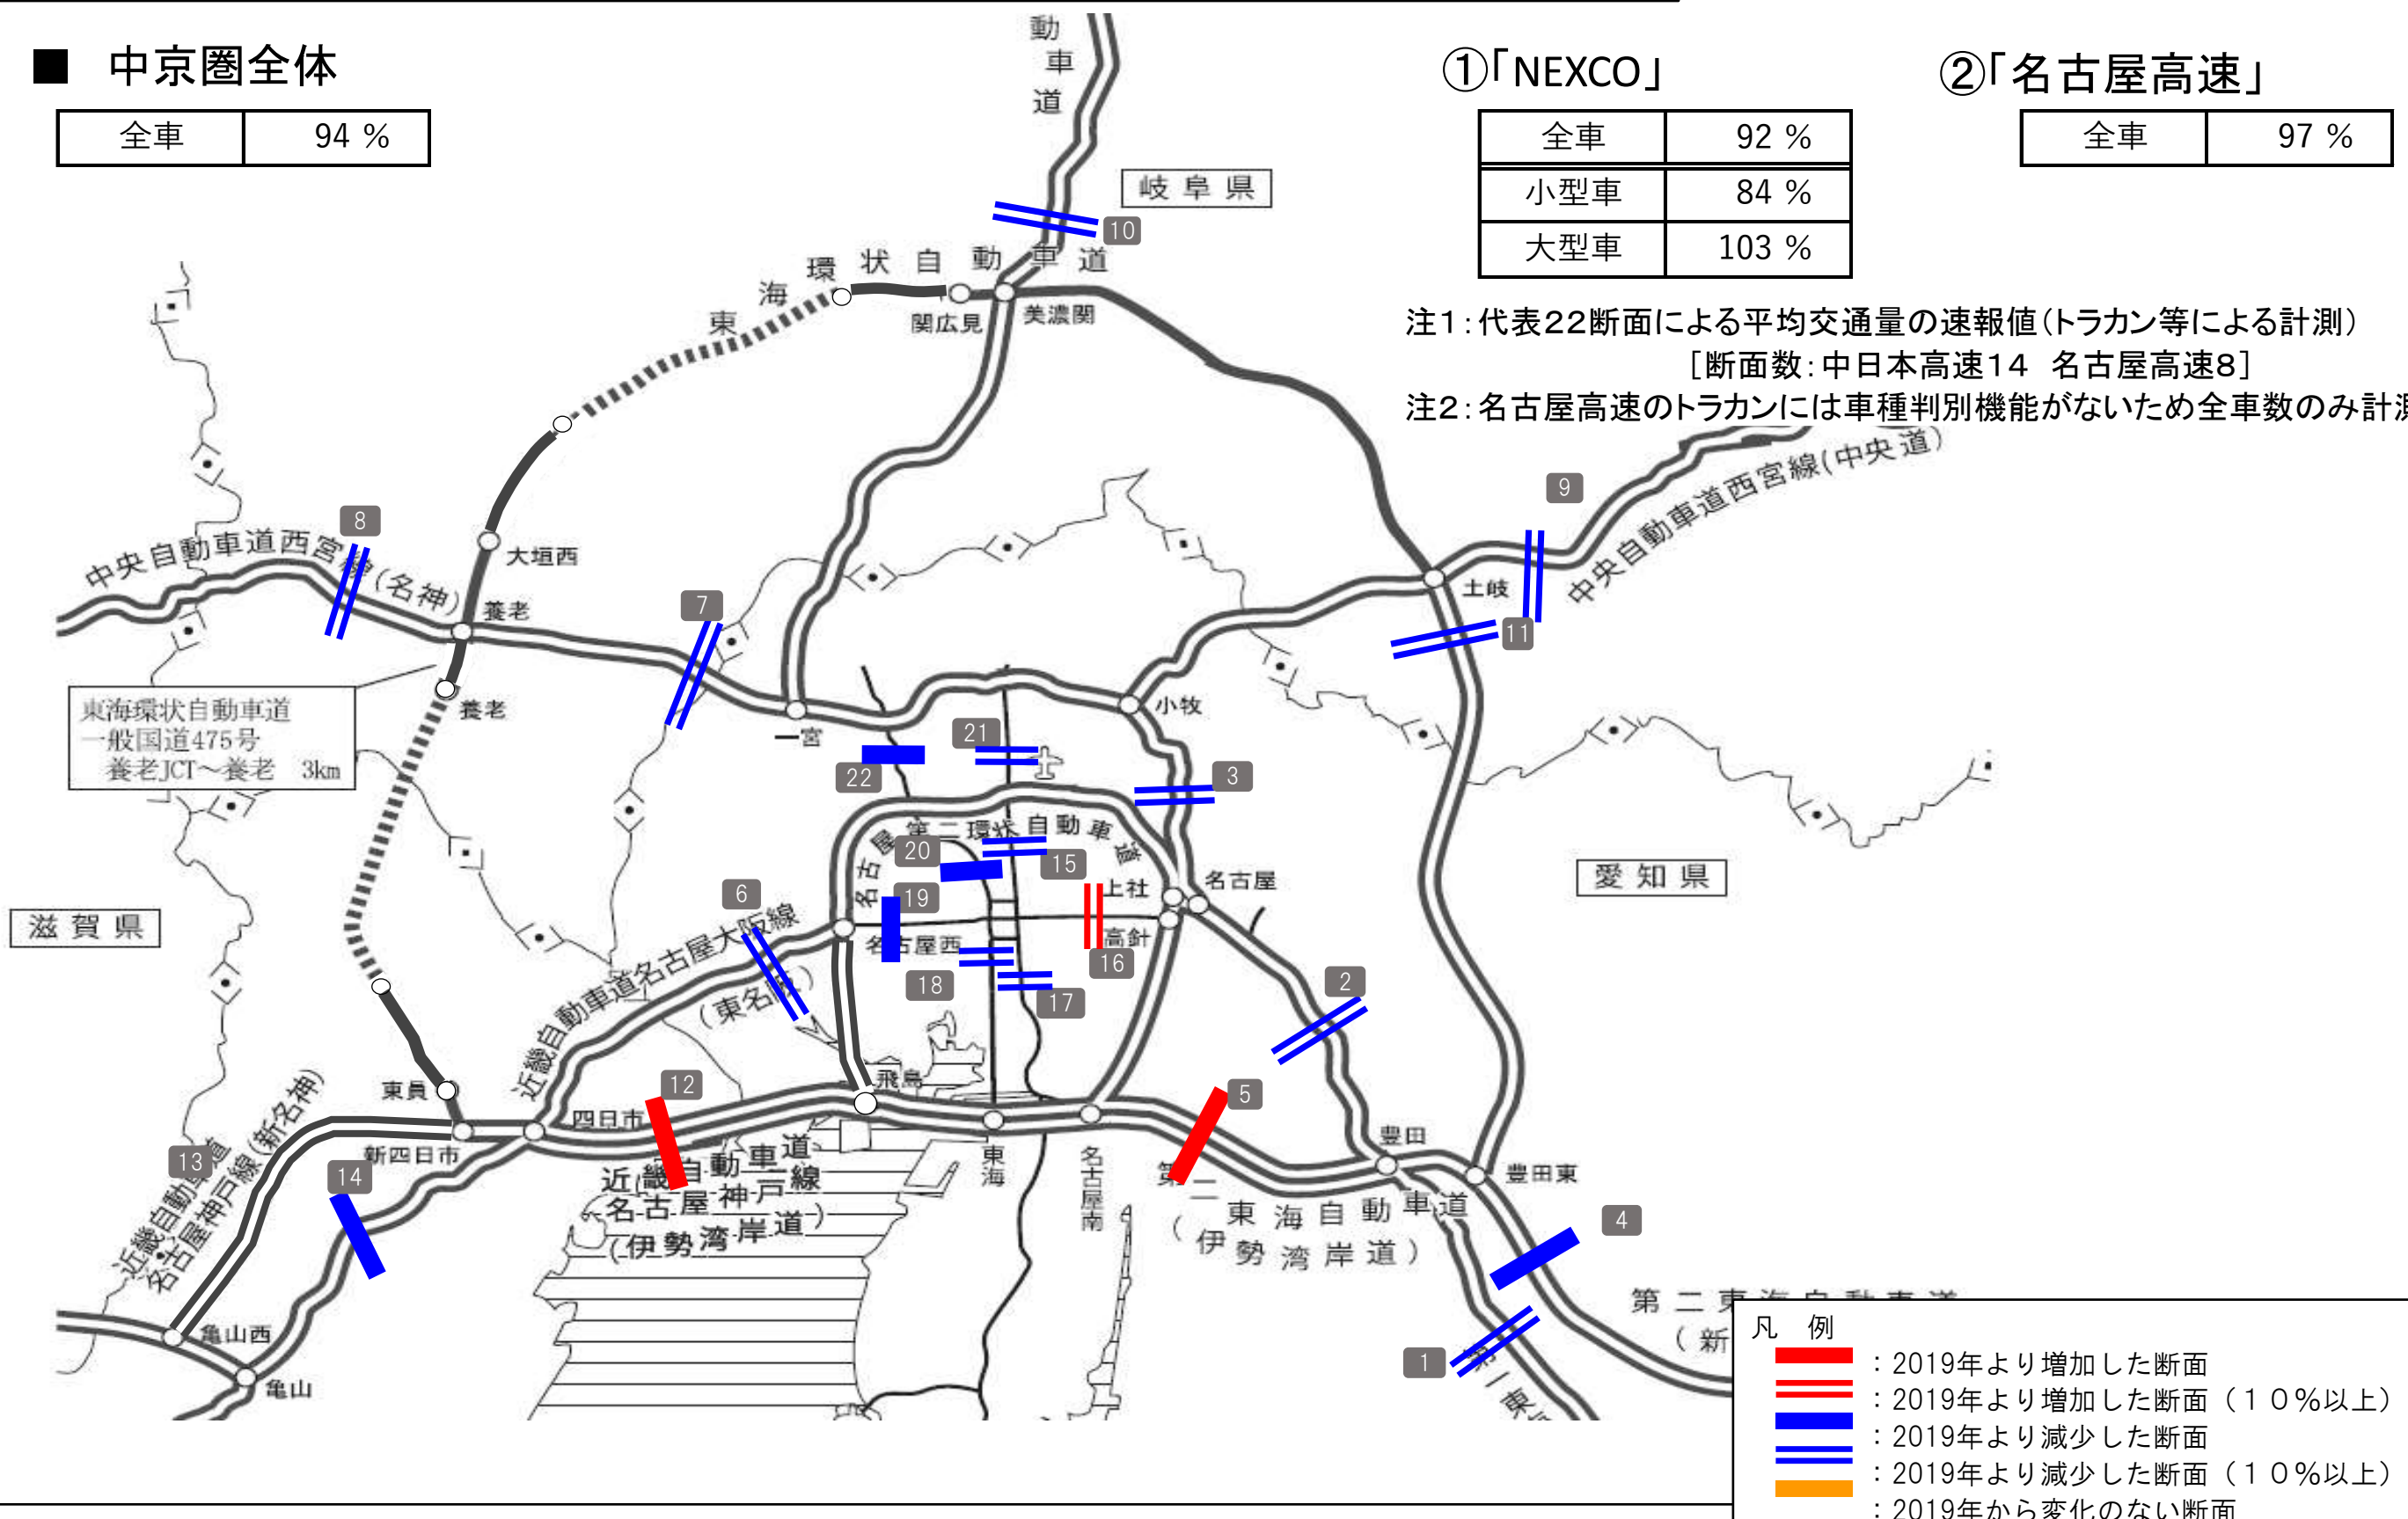 ■ 中京圏全体
全車 94 %
①「NEXCO」
全車 92 %
小型車 84 %
大型車 103 %
②「名古屋高速」
全車 97 %
注1：代表22断面による平均交通量の速報値（トラカン等による計測）
［断面数：中日本高速14 名古屋高速8］
注2：名古屋高速のトラカンには車種判別機能がないため全車数のみ計測
動車道
岐阜県
10
東海環状自動車道
関広見
美濃関
9
中央自動車道西宮線(中央道)
8
中央自動車道西宮線(名神)
大垣西
養老
7
土岐
11
東海環状自動車道
一般国道475号
養老JCT～養老 3km
養老
一宮
小牧
21
22
3
名古屋第二環状自動車道
20
15
愛知県
滋賀県
6
19
上社
名古屋
近畿自動車道名古屋大阪線
(東名阪)
名古屋西
高針
16
18
17
2
東員
12
飛島
5
四日市
新四日市
13
14
近畿自動車道
名古屋神戸線(新名神)
近畿自動車道
名古屋神戸線
(伊勢湾岸道)
東海
名古屋南
豊田
豊田東
第二東海自動車道
(伊勢湾岸道)
4
亀山西
亀山
1
第一東
第二東海自動車道
(新
凡 例
：2019年より増加した断面
：2019年より増加した断面（１０％以上）
：2019年より減少した断面
：2019年より減少した断面（１０％以上）
：2019年から変化のない断面